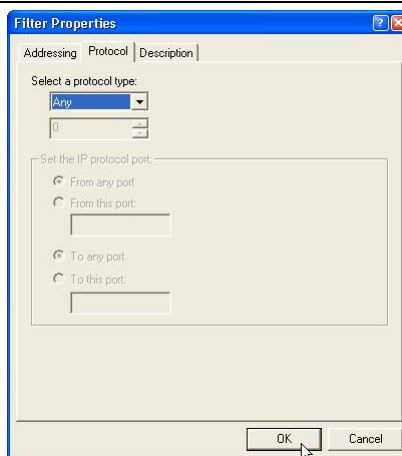 Filter Properties
Addressing Protocol Description
Select a protocol type:
Any
0
Set the IP protocol port:
From any port
From this port:
To any port
To this port:
OK Cancel